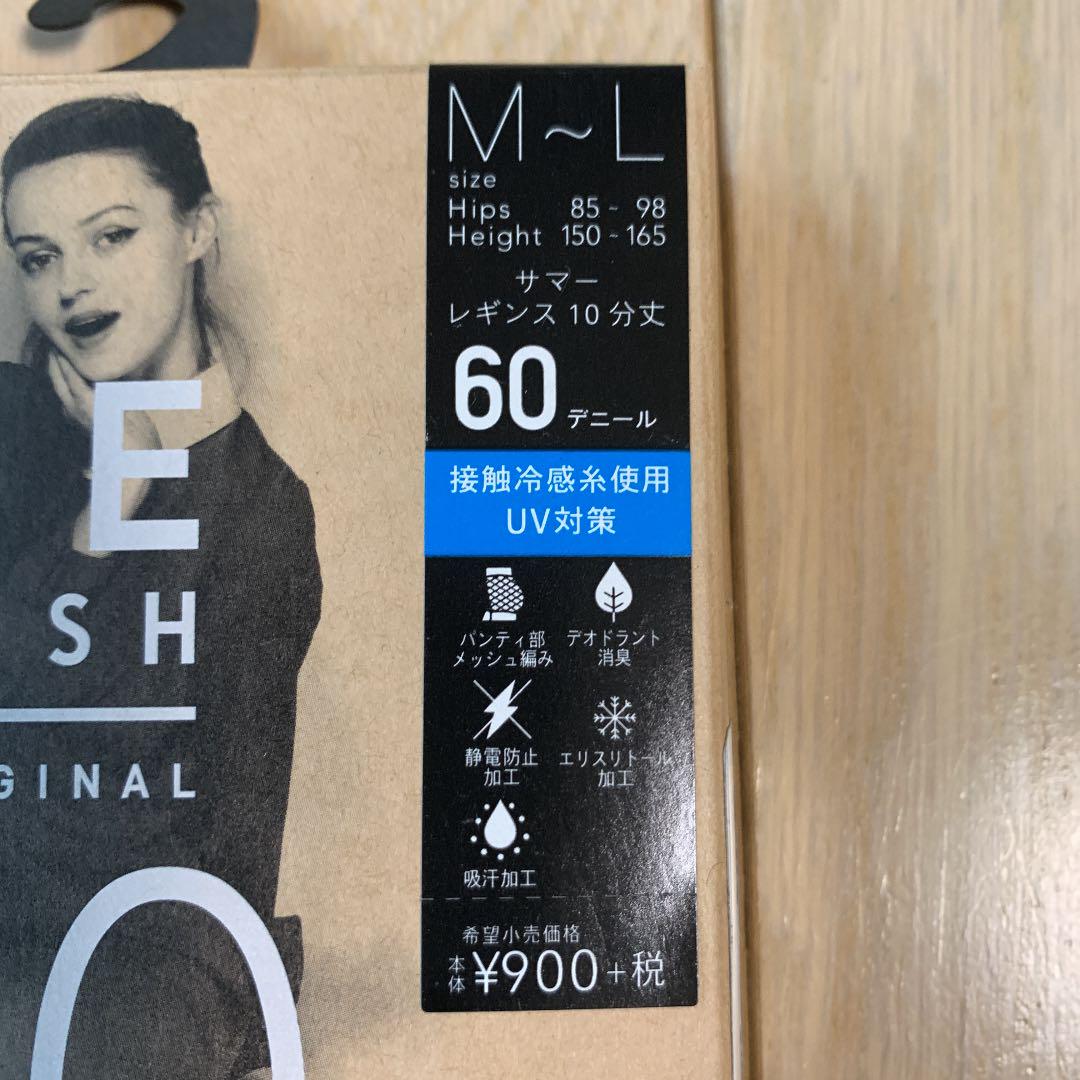 M~L
size
Hips 85~98
Height 150~165
サマー
レギンス 10 分丈
60 デニール
接触冷感糸使用
UV対策
パンティ部
メッシュ編み
デオドラント
消臭
静電防止
加工
エリスリトール
加工
吸汗加工
希望小売価格
本体 ¥900+税
E
SH
GINAL